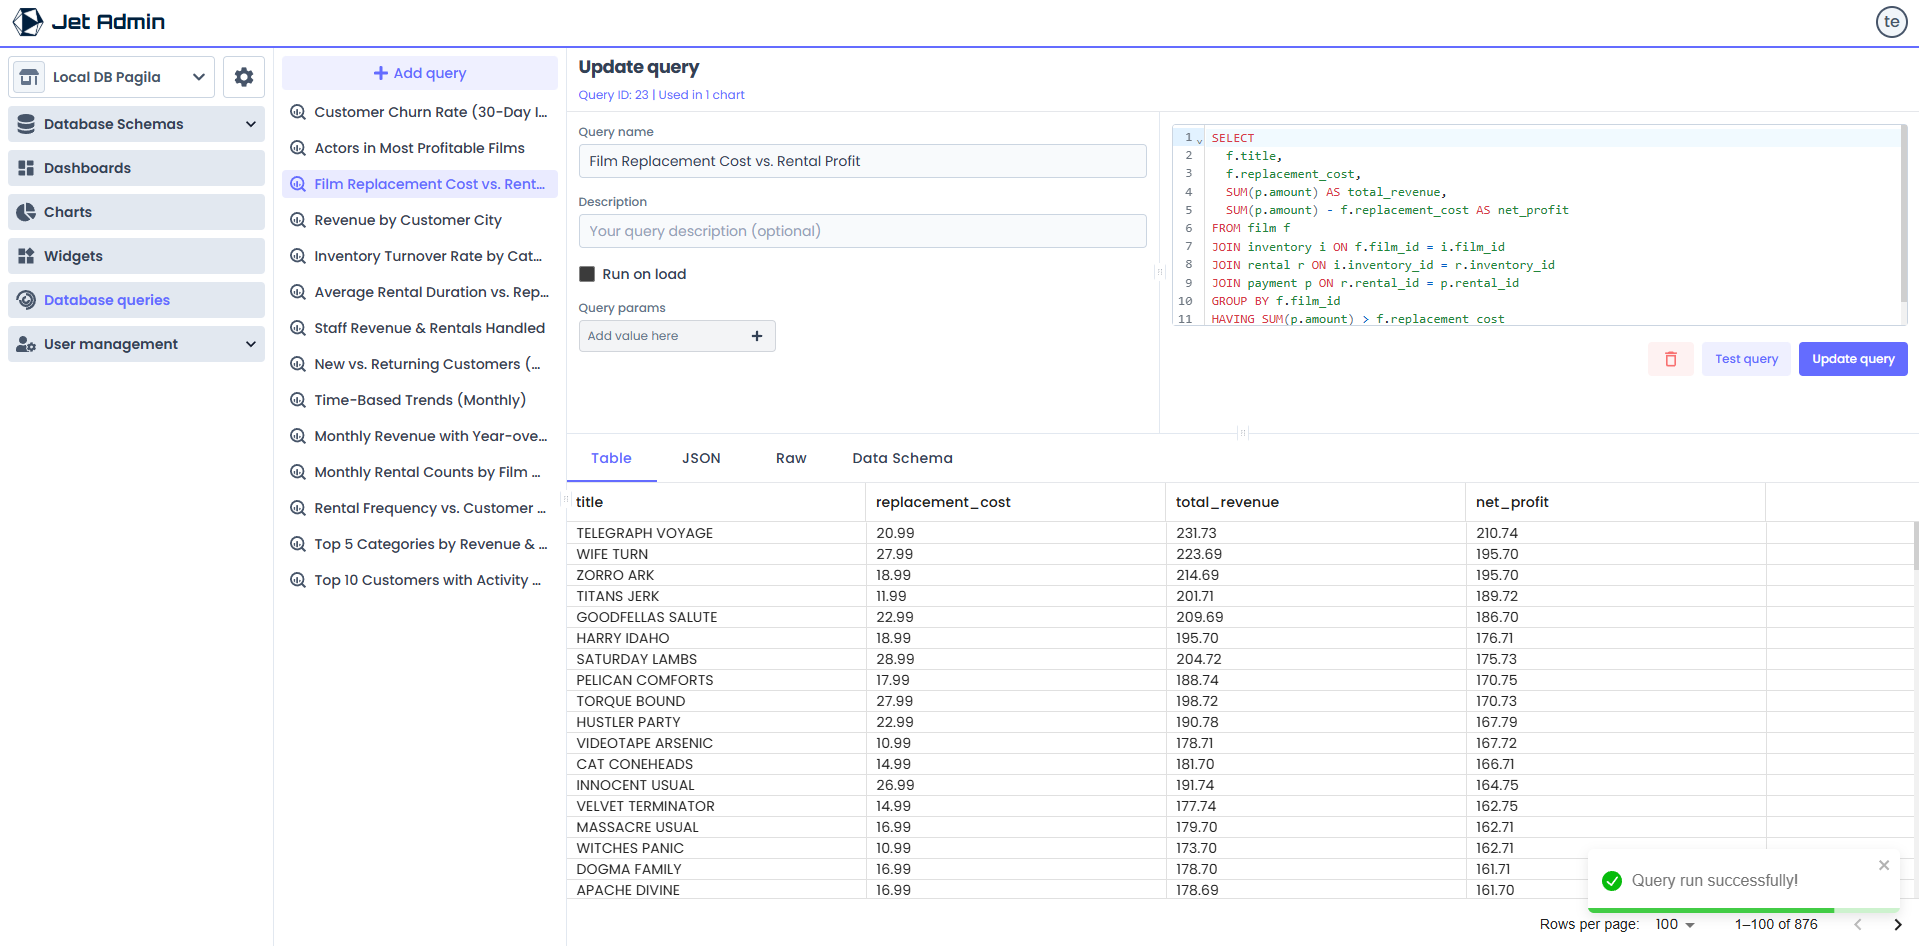 Jet Admin
te
Local DB Pagila
Database Schemas
Dashboards
Charts
Widgets
Database queries
User management
Add query
Customer Churn Rate (30-Day I...
Actors in Most Profitable Films
Film Replacement Cost vs. Rent...
Revenue by Customer City
Inventory Turnover Rate by Cat...
Average Rental Duration vs. Rep...
Staff Revenue & Rentals Handled
New vs. Returning Customers (...
Time-Based Trends (Monthly)
Monthly Revenue with Year-ove...
Monthly Rental Counts by Film ...
Rental Frequency vs. Customer ...
Top 5 Categories by Revenue & ...
Top 10 Customers with Activity ...
Update query
Query ID: 23 | Used in 1 chart
Query name
Film Replacement Cost vs. Rental Profit
Description
Your query description (optional)
Run on load
Query params
Add value here
1 SELECT
2 f.title,
3 f.replacement_cost,
4 SUM(p.amount) AS total_revenue,
5 SUM(p.amount) - f.replacement_cost AS net_profit
6 FROM film f
7 JOIN inventory i ON f.film_id = i.film_id
8 JOIN rental r ON i.inventory_id = r.inventory_id
9 JOIN payment p ON r.rental_id = p.rental_id
10 GROUP BY f.film_id
11 HAVING SUM(p.amount) > f.replacement_cost
Test query
Update query
Table JSON Raw Data Schema
title replacement_cost total_revenue net_profit
TELEGRAPH VOYAGE 20.99 231.73 210.74
WIFE TURN 27.99 223.69 195.70
ZORRO ARK 18.99 214.69 195.70
TITANS JERK 11.99 201.71 189.72
GOODFELLAS SALUTE 22.99 209.69 186.70
HARRY IDAHO 18.99 195.70 176.71
SATURDAY LAMBS 28.99 204.72 175.73
PELICAN COMFORTS 17.99 188.74 170.75
TORQUE BOUND 27.99 198.72 170.73
HUSTLER PARTY 22.99 190.78 167.79
VIDEOTAPE ARSENIC 10.99 178.71 167.72
CAT CONEHEADS 14.99 181.70 166.71
INNOCENT USUAL 26.99 191.74 164.75
VELVET TERMINATOR 14.99 177.74 162.75
MASSACRE USUAL 16.99 179.70 162.71
WITCHES PANIC 10.99 173.70 162.71
DOGMA FAMILY 16.99 178.70 161.71
APACHE DIVINE 16.99 178.69 161.70
Query run successfully!
Rows per page: 100 1–100 of 876